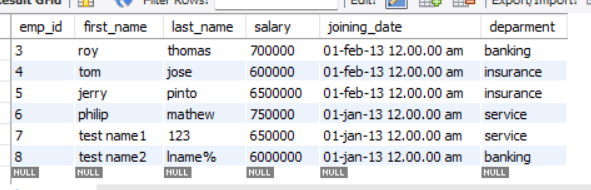 Result Grid Filter Rows: Edit: Export/Import:
emp_id first_name last_name salary joining_date deparment
3 roy thomas 700000 01-feb-13 12.00.00 am banking
4 tom jose 600000 01-feb-13 12.00.00 am insurance
5 jerry pinto 6500000 01-feb-13 12.00.00 am insurance
6 philip mathew 750000 01-jan-13 12.00.00 am service
7 test name1 123 650000 01-jan-13 12.00.00 am service
8 test name2 lname% 6000000 01-jan-13 12.00.00 am banking
NULL NULL NULL NULL NULL NULL